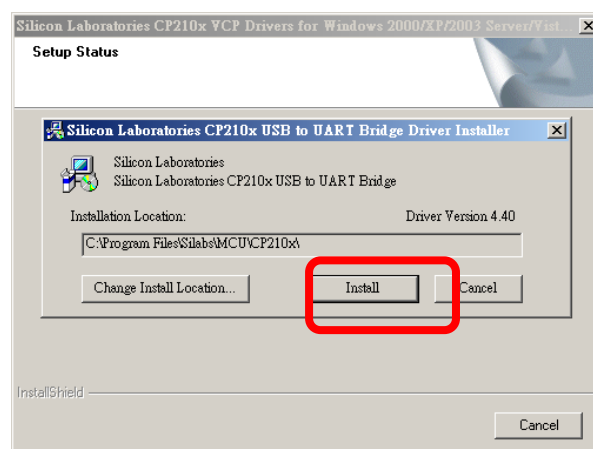 Silicon Laboratories CP210x VCP Drivers for Windows 2000/XP/2003 Server/Vist...
Setup Status
Silicon Laboratories CP210x USB to UART Bridge Driver Installer
Silicon Laboratories
Silicon Laboratories CP210x USB to UART Bridge
Installation Location: Driver Version 4.40
C:\Program Files\Silabs\MCU\CP210x\
Change Install Location... Install Cancel
InstallShield
Cancel